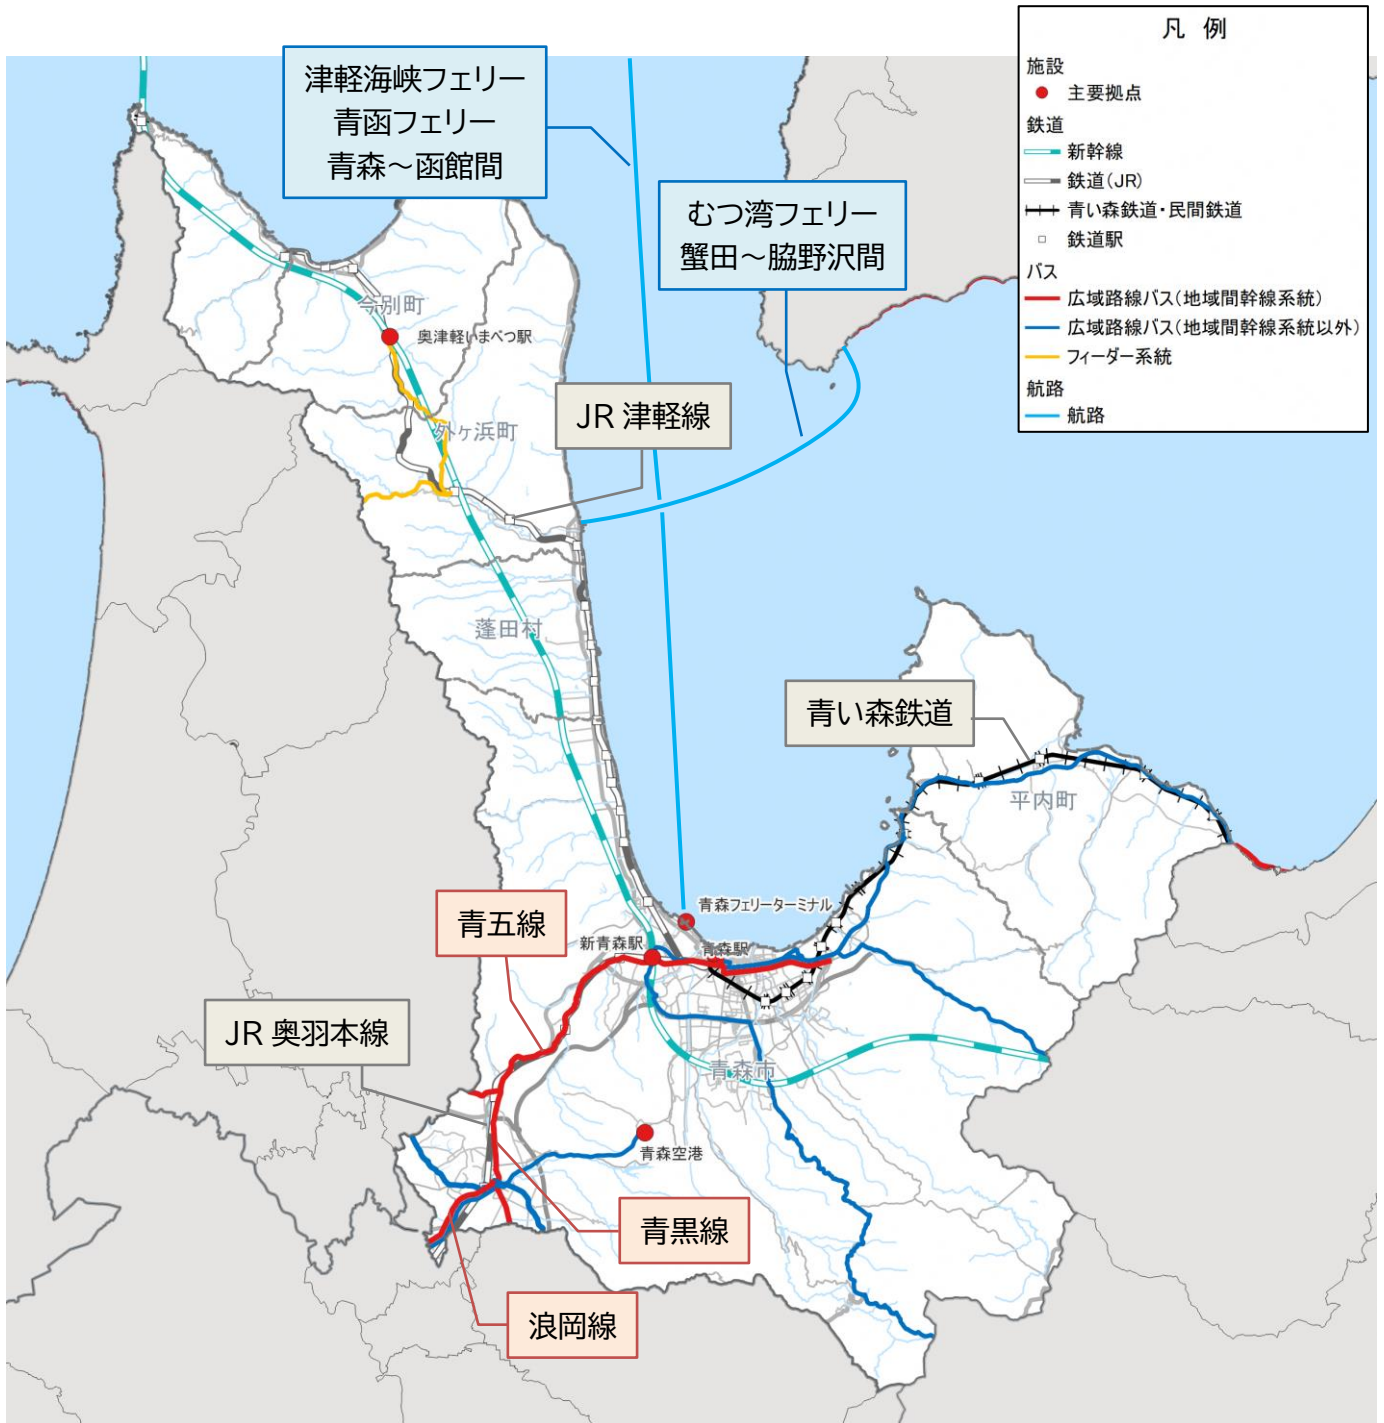 凡 例
施設
主要拠点
鉄道
新幹線
鉄道(JR)
青い森鉄道・民間鉄道
鉄道駅
バス
広域路線バス(地域間幹線系統)
広域路線バス(地域間幹線系統以外)
フィーダー系統
航路
航路
津軽海峡フェリー
青函フェリー
青森～函館間
むつ湾フェリー
蟹田～脇野沢間
今別町
奥津軽いまべつ駅
JR 津軽線
外ヶ浜町
蓬田村
青い森鉄道
平内町
青森フェリーターミナル
青五線
新青森駅
青森駅
JR 奥羽本線
青森市
青森空港
青黒線
浪岡線